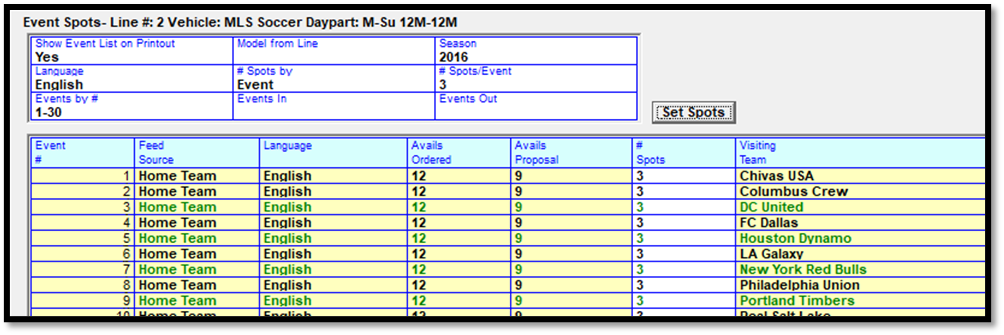 Event Spots- Line #: 2 Vehicle: MLS Soccer Daypart: M-Su 12M-12M
Show Event List on Printout Model from Line Season
Yes 2016
Language # Spots by # Spots/Event
English Event 3
Events by # Events In Events Out
1-30
Set Spots
Event Feed Language Avails Avails # Visiting
# Source Ordered Proposal Spots Team
1 Home Team English 12 9 3 Chivas USA
2 Home Team English 12 9 3 Columbus Crew
3 Home Team English 12 9 3 DC United
4 Home Team English 12 9 3 FC Dallas
5 Home Team English 12 9 3 Houston Dynamo
6 Home Team English 12 9 3 LA Galaxy
7 Home Team English 12 9 3 New York Red Bulls
8 Home Team English 12 9 3 Philadelphia Union
9 Home Team English 12 9 3 Portland Timbers
10 Home Team English 12 9 3 Real Salt Lake